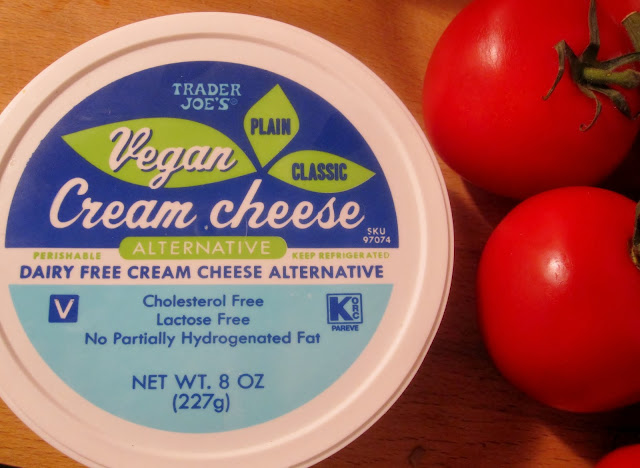 TRADER
JOE'S®
PLAIN
Vegan
CLASSIC
Cream cheese
SKU
97074
PERISHABLE ALTERNATIVE KEEP REFRIGERATED
DAIRY FREE CREAM CHEESE ALTERNATIVE
V
Cholesterol Free
Lactose Free
No Partially Hydrogenated Fat
K ORC
PAREVE
NET WT. 8 OZ
(227g)